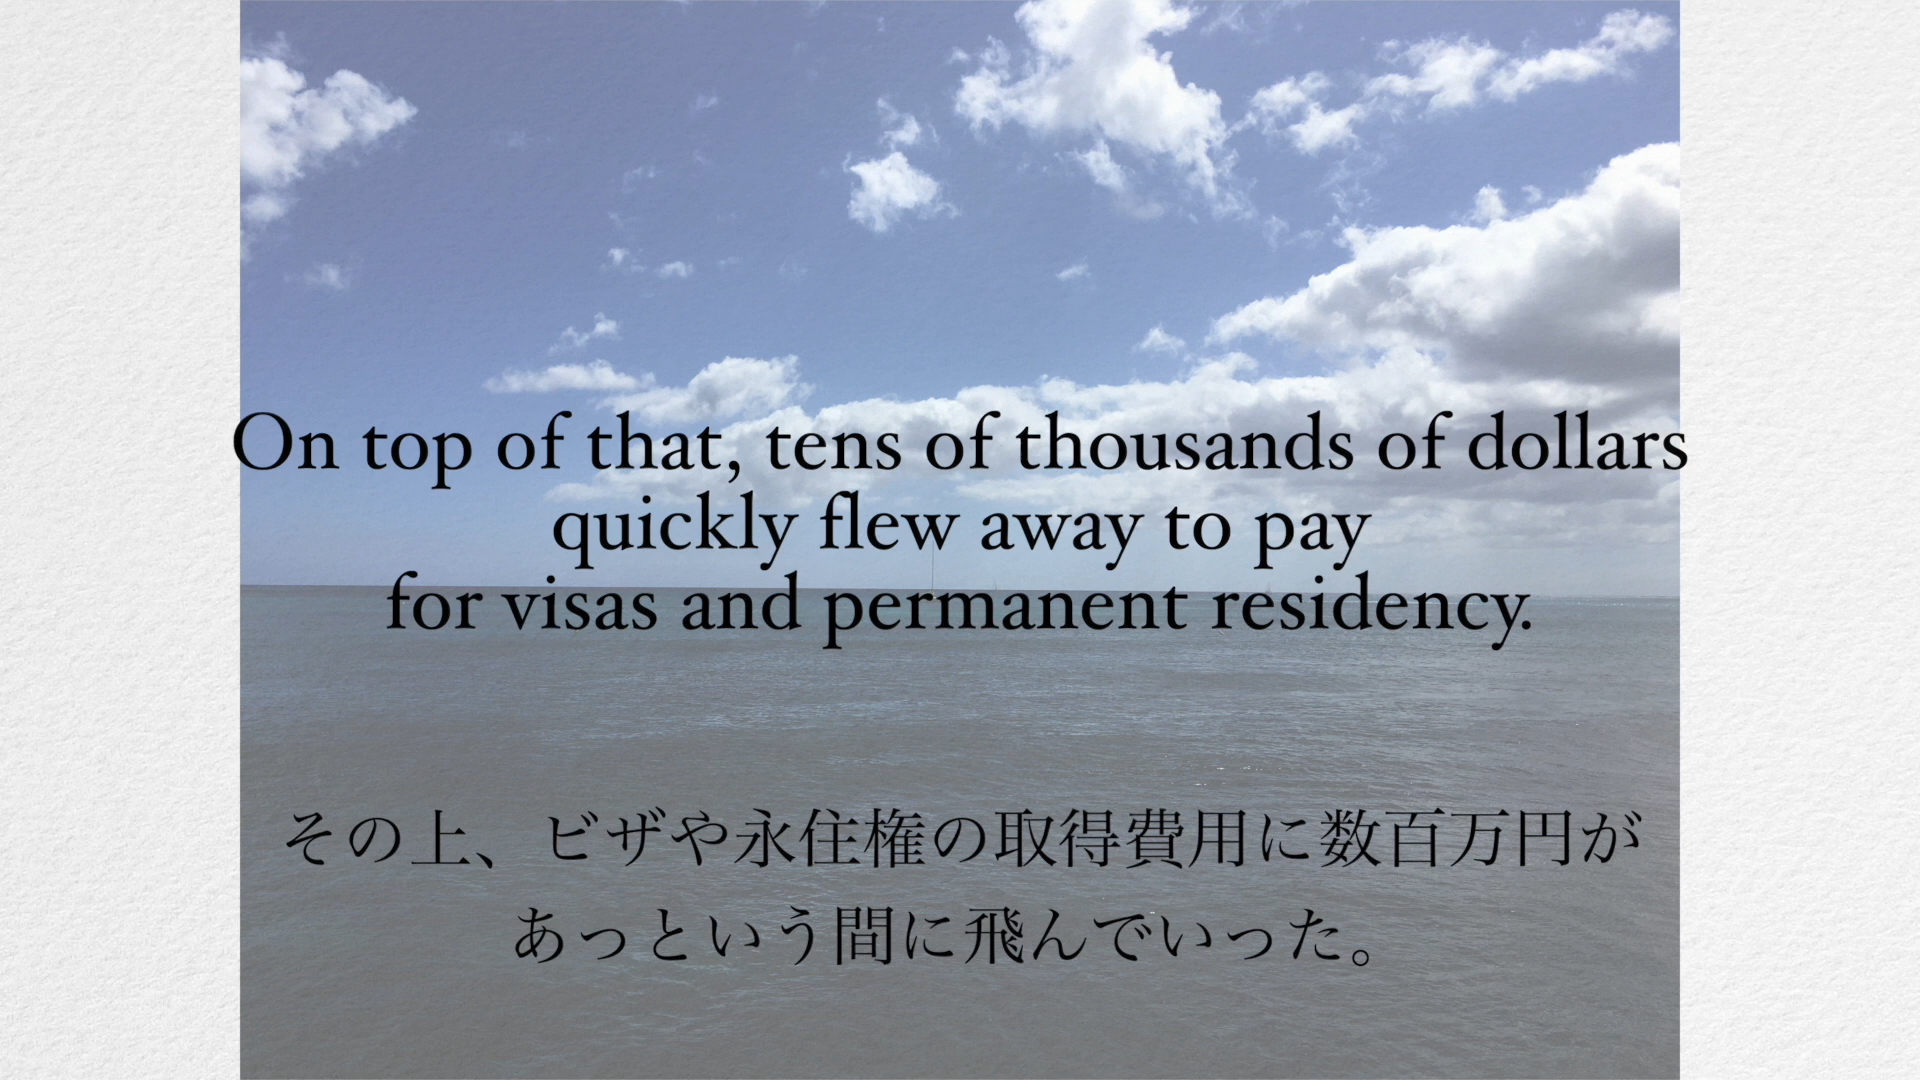 On top of that, tens of thousands of dollars
quickly flew away to pay
for visas and permanent residency.
その上、ビザや永住権の取得費用に数百万円が
あっという間に飛んでいった。